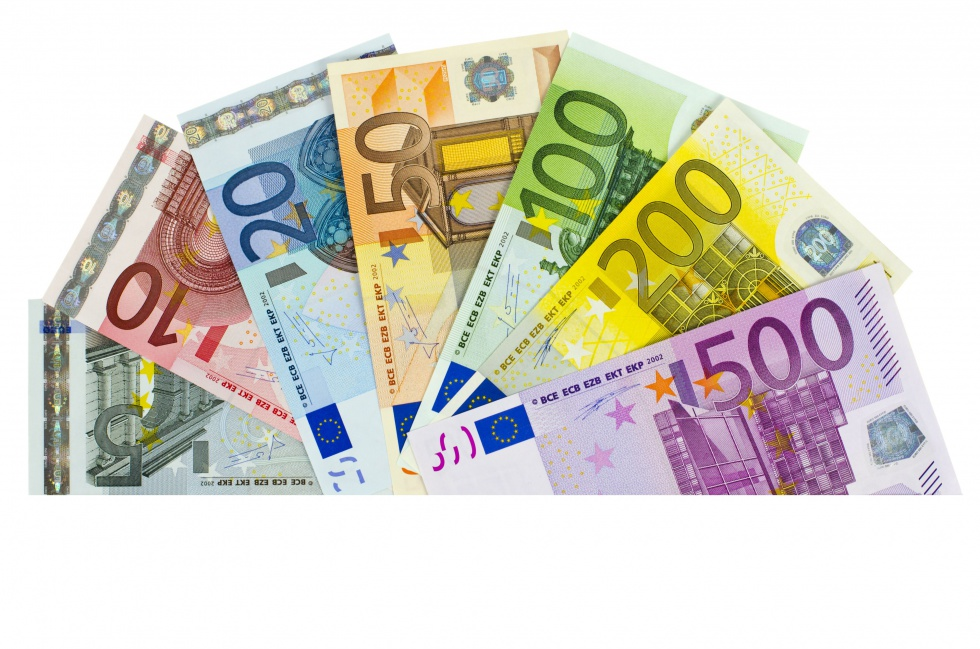 5
© BCE ECB EZB EKT EKP 2002
10
© BCE ECB EZB EKT EKP 2002
20
© BCE ECB EZB EKT EKP 2002
50
© BCE ECB EZB EKT EKP 2002
100
© BCE ECB EZB EKT EKP 2002
200
© BCE ECB EZB EKT EKP
500
© BCE ECB EZB EKT EKP 2002